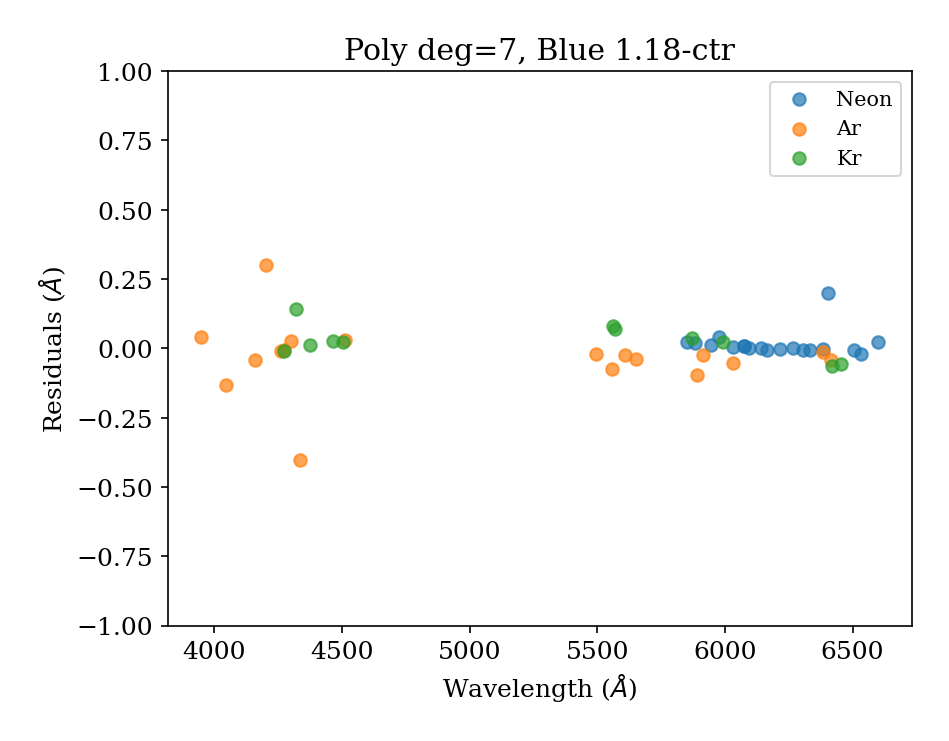 Poly deg=7, Blue 1.18-ctr
Neon
Ar
Kr
1.00
0.75
0.50
0.25
0.00
−0.25
−0.50
−0.75
−1.00
Residuals (Å)
4000 4500 5000 5500 6000 6500
Wavelength (Å)